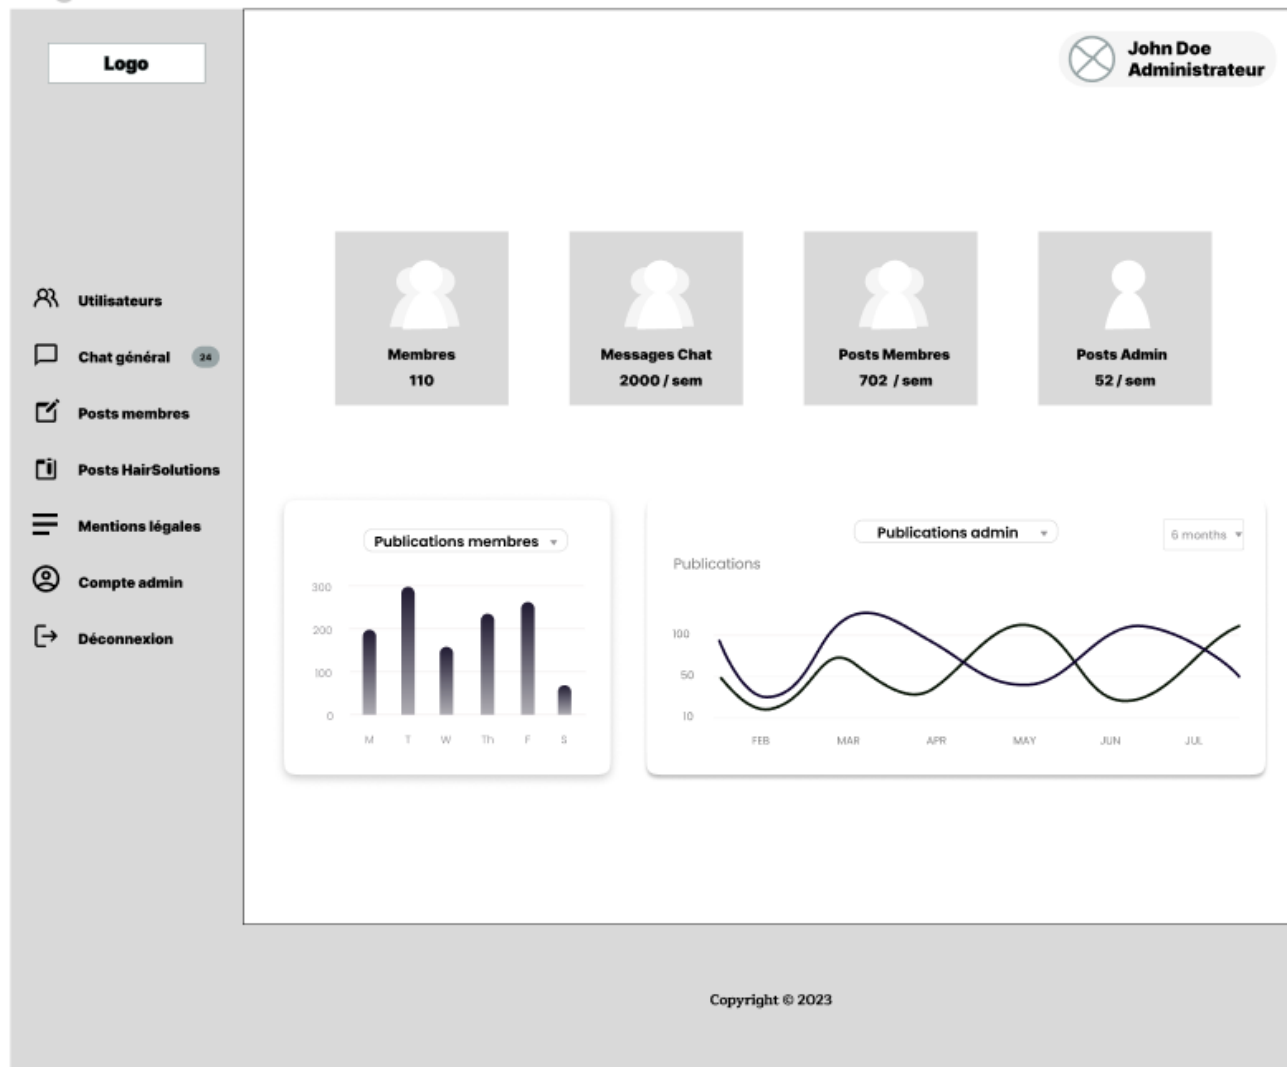 Logo
John Doe
Administrateur
Utilisateurs
Chat général 24
Posts membres
Posts HairSolutions
Mentions légales
Compte admin
Déconnexion
Membres
110
Messages Chat
2000 / sem
Posts Membres
702 / sem
Posts Admin
52 / sem
Publications membres
300
200
100
0
M T W Th F S
Publications admin
6 months
Publications
100
50
10
FEB MAR APR MAY JUN JUL
Copyright © 2023